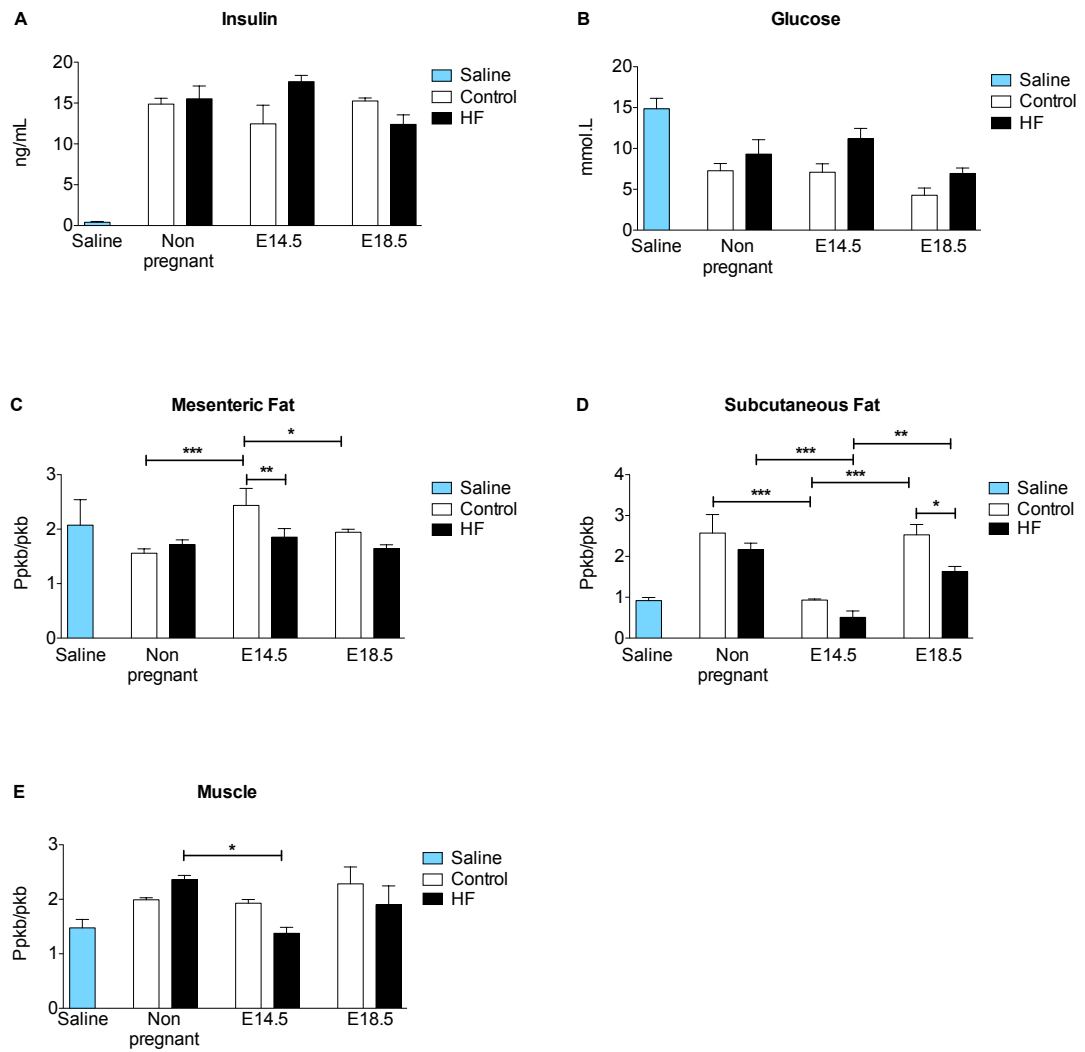 A
Insulin
20
15
10
5
0
ng/mL
Saline
Non
pregnant
E14.5
E18.5
Saline
Control
HF
B
Glucose
20
15
10
5
0
mmol.L
Saline
Non
pregnant
E14.5
E18.5
Saline
Control
HF
C
Mesenteric Fat
*
***
**
3
2
1
0
Ppkb/pkb
Saline
Non
pregnant
E14.5
E18.5
Saline
Control
HF
D
Subcutaneous Fat
**
***
***
***
*
4
3
2
1
0
Ppkb/pkb
Saline
Non
pregnant
E14.5
E18.5
Saline
Control
HF
E
Muscle
*
3
2
1
0
Ppkb/pkb
Saline
Non
pregnant
E14.5
E18.5
Saline
Control
HF